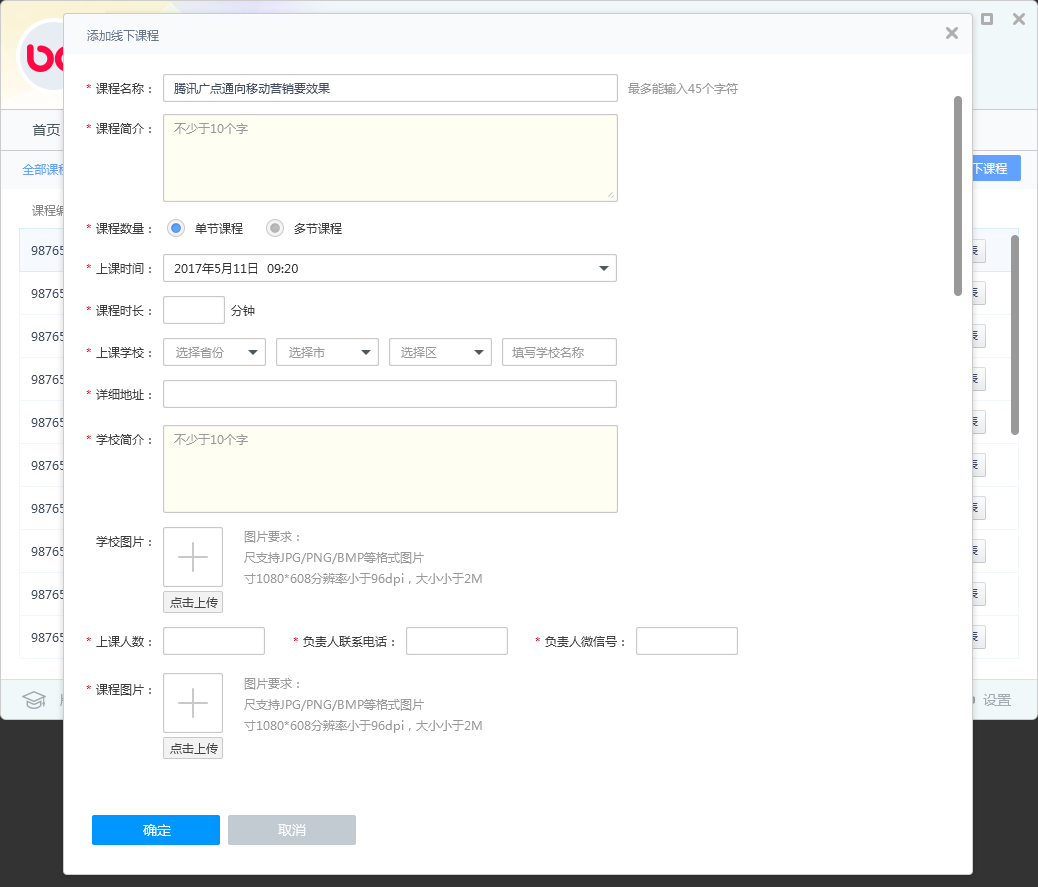 添加线下课程
* 课程名称： 腾讯广点通向移动营销要效果 最多能输入45个字符
首页
* 课程简介： 不少于10个字
全部课程
下课程
课程编
* 课程数量： 单节课程 多节课程
98765
* 上课时间： 2017年5月11日 09:20
98765
* 课程时长： 分钟
98765
* 上课学校： 选择省份 选择市 选择区 填写学校名称
98765
* 详细地址：
98765
* 学校简介： 不少于10个字
98765
98765
学校图片： 图片要求：
98765
尺支持JPG/PNG/BMP等格式图片
寸1080*608分辨率小于96dpi，大小小于2M
98765
点击上传
98765
* 上课人数： * 负责人联系电话： * 负责人微信号：
* 课程图片： 图片要求：
尺支持JPG/PNG/BMP等格式图片
设置
寸1080*608分辨率小于96dpi，大小小于2M
点击上传
确定 取消